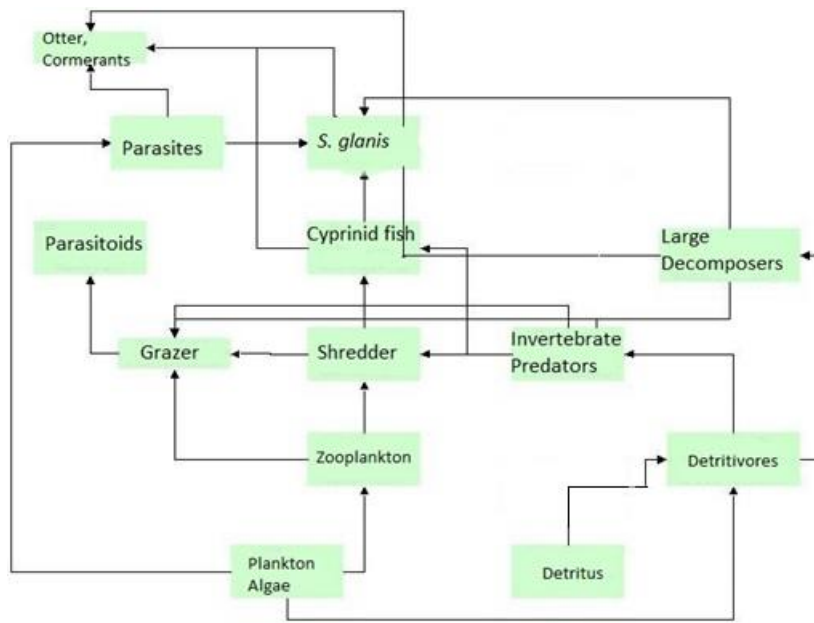 Otter,
Cormerants
Parasites
S. glanis
Parasitoids
Cyprinid fish
Large
Decomposers
Grazer
Shredder
Invertebrate
Predators
Zooplankton
Detritivores
Plankton
Algae
Detritus